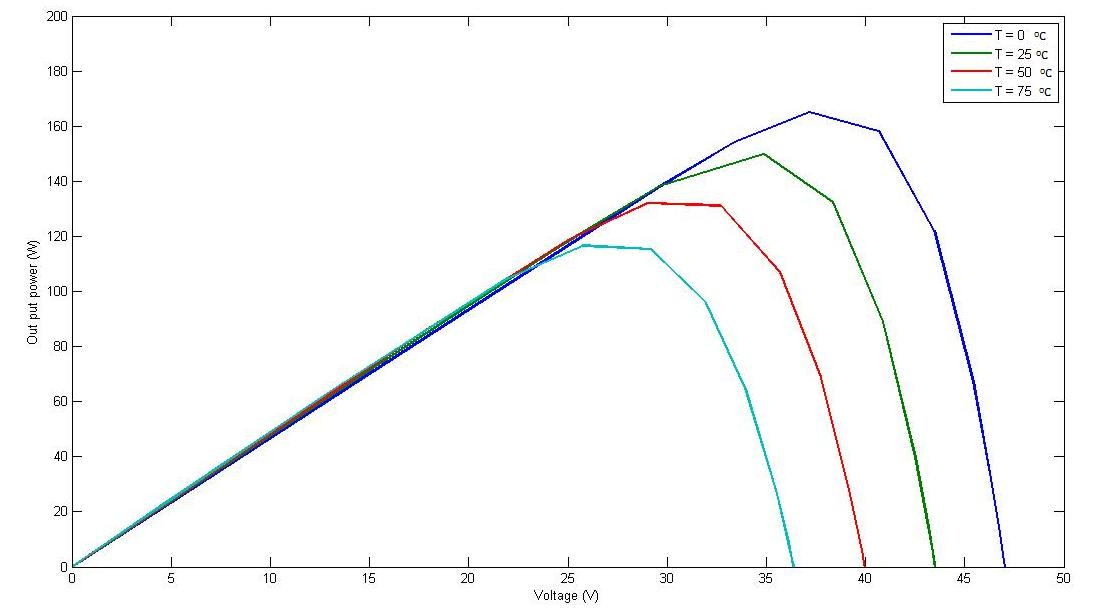 200
180
160
140
120
100
80
60
40
20
0
Out put power (W)
0 5 10 15 20 25 30 35 40 45 50
Voltage (V)
T = 0 ºC
T = 25 ºC
T = 50 ºC
T = 75 ºC